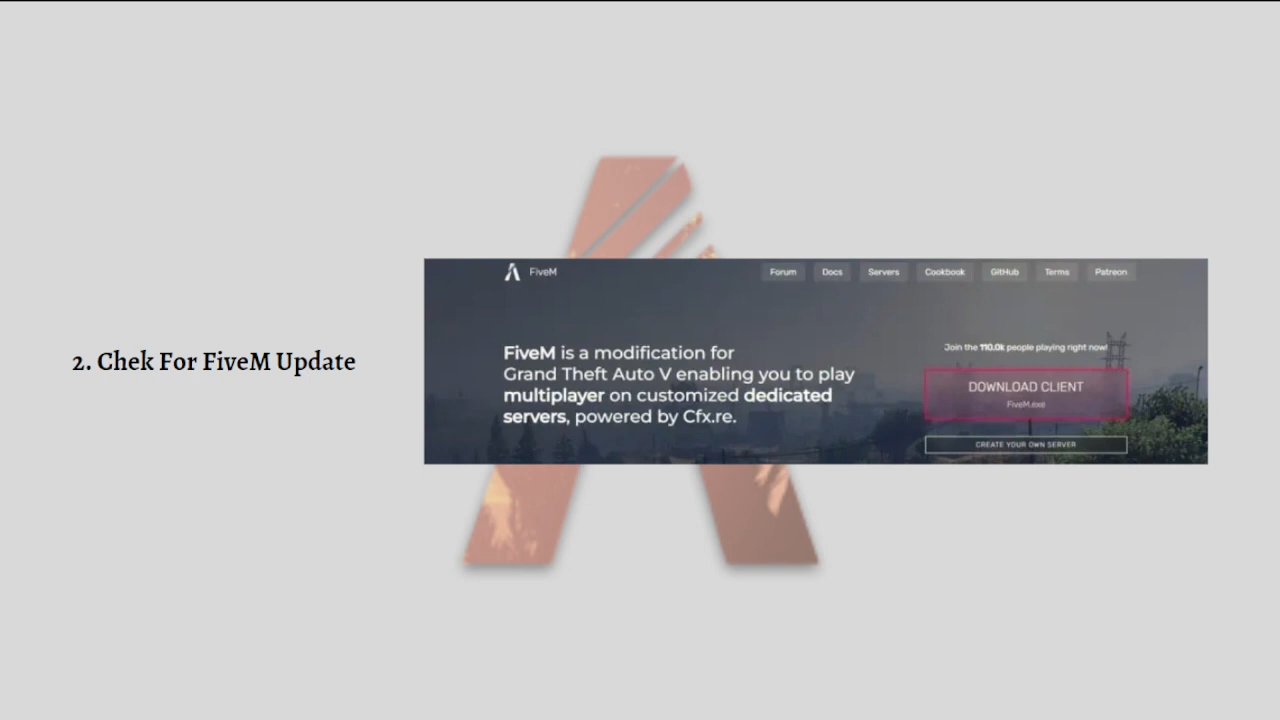 2. Chek For FiveM Update
FiveM
Forum Docs Servers Cookbook GitHub Terms Patreon
FiveM is a modification for
Grand Theft Auto V enabling you to play
multiplayer on customized dedicated
servers, powered by Cfx.re.
Join the 110.0k people playing right now!
DOWNLOAD CLIENT
FiveM.exe
CREATE YOUR OWN SERVER